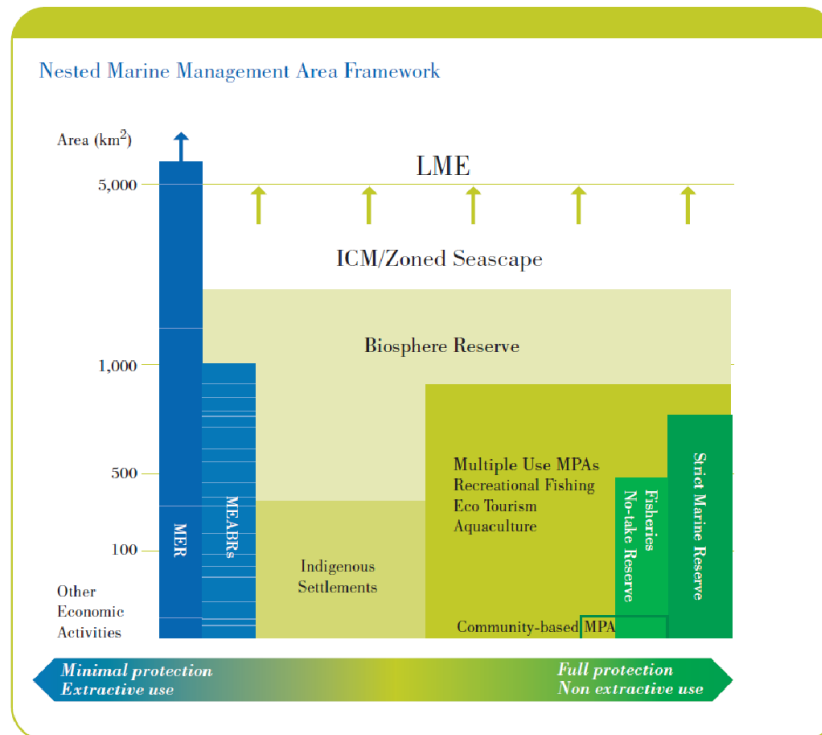 Nested Marine Management Area Framework
Area (km²)
LME
5,000
ICM/Zoned Seascape
Biosphere Reserve
1,000
Multiple Use MPAs
Recreational Fishing
Eco Tourism
Aquaculture
500
100
MER
MEABRs
Indigenous
Settlements
Fisheries
No-take Reserve
Strict Marine Reserve
Other
Economic
Activities
Community-based MPA
Minimal protection
Extractive use
Full protection
Non extractive use